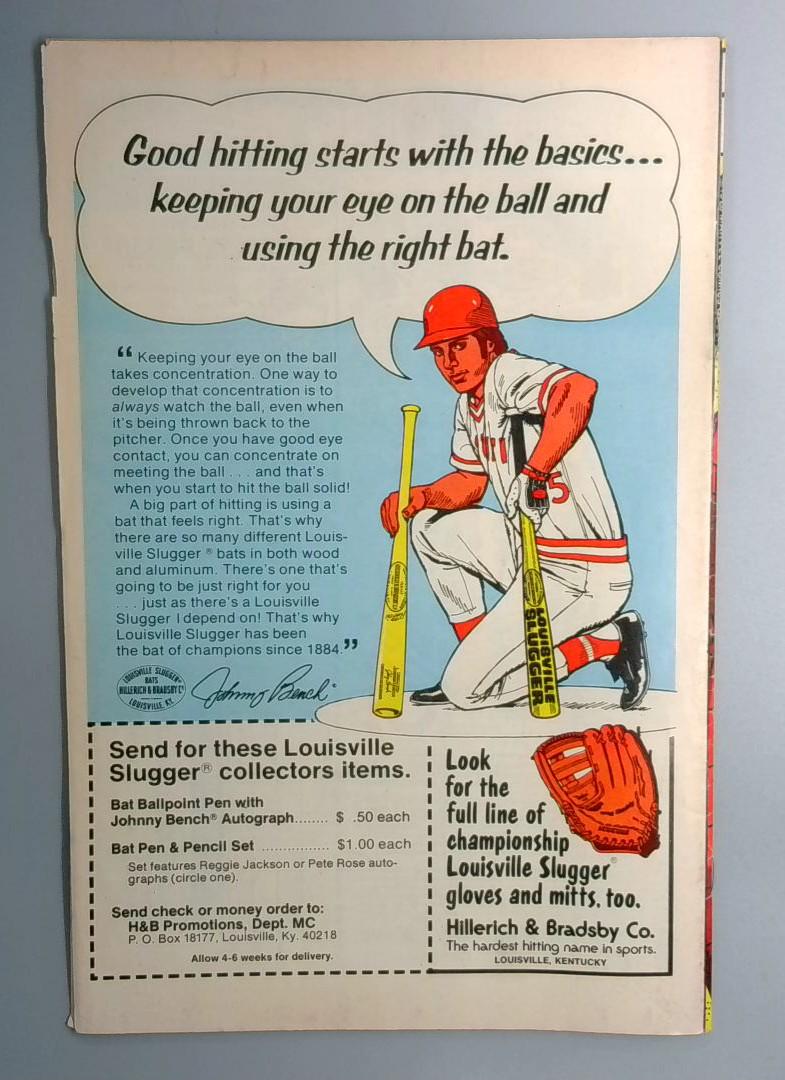 Good hitting starts with the basics...
keeping your eye on the ball and
using the right bat.
“ Keeping your eye on the ball
takes concentration. One way to
develop that concentration is to
always watch the ball, even when
it's being thrown back to the
pitcher. Once you have good eye
contact, you can concentrate on
meeting the ball . . . and that's
when you start to hit the ball solid!
A big part of hitting is using a
bat that feels right. That's why
there are so many different Louis-
ville Slugger ® bats in both wood
and aluminum. There's one that's
going to be just right for you
. . . just as there's a Louisville
Slugger I depend on! That's why
Louisville Slugger has been
the bat of champions since 1884.”
LOUISVILLE SLUGGER®
BATS
HILLERICH & BRADSBY Co
LOUISVILLE, KY.
Johnny Bench®
5
LOUISVILLE
SLUGGER
Send for these Louisville
Slugger® collectors items.
Bat Ballpoint Pen with
Johnny Bench® Autograph........ $ .50 each
Bat Pen & Pencil Set ................ $1.00 each
Set features Reggie Jackson or Pete Rose auto-
graphs (circle one).
Send check or money order to:
H&B Promotions, Dept. MC
P. O. Box 18177, Louisville, Ky. 40218
Allow 4-6 weeks for delivery.
Look
for the
full line of
championship
Louisville Slugger®
gloves and mitts, too.
Hillerich & Bradsby Co.
The hardest hitting name in sports.
LOUISVILLE, KENTUCKY